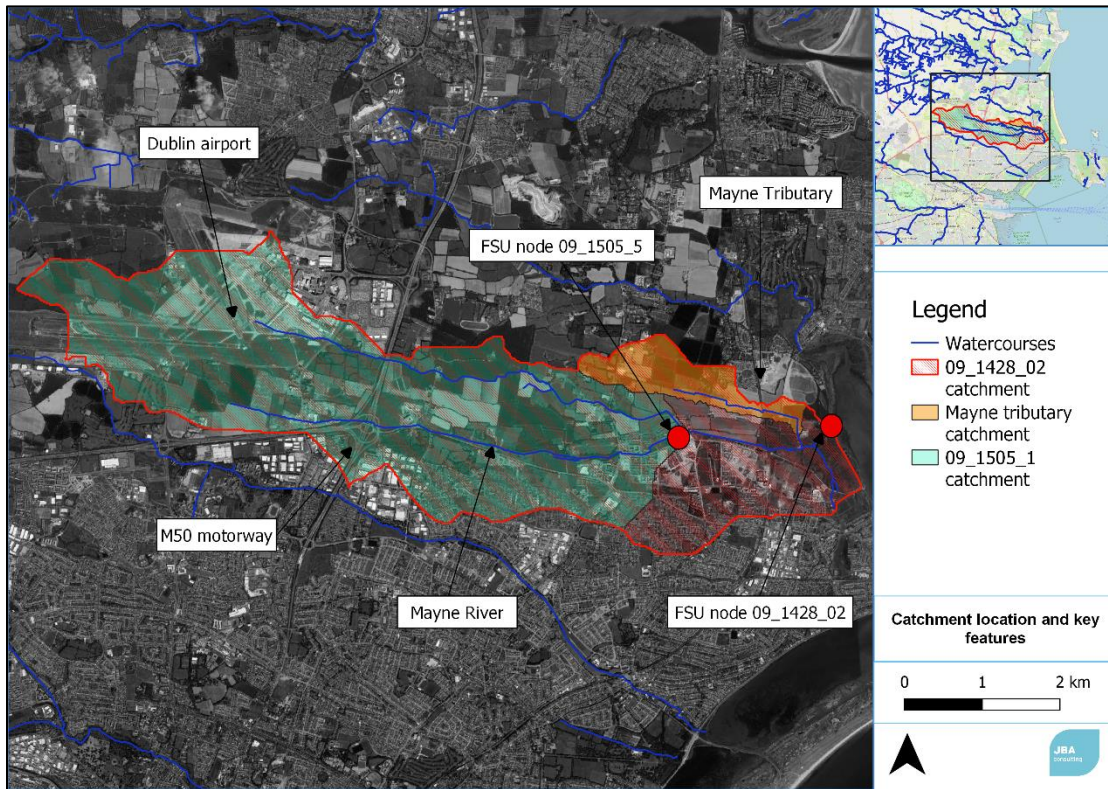 Dublin airport
Mayne Tributary
FSU node 09_1505_5
M50 motorway
Mayne River
FSU node 09_1428_02
Legend
Watercourses
09_1428_02
catchment
Mayne tributary
catchment
09_1505_1
catchment
Catchment location and key
features
0 1 2 km
JBA
consulting